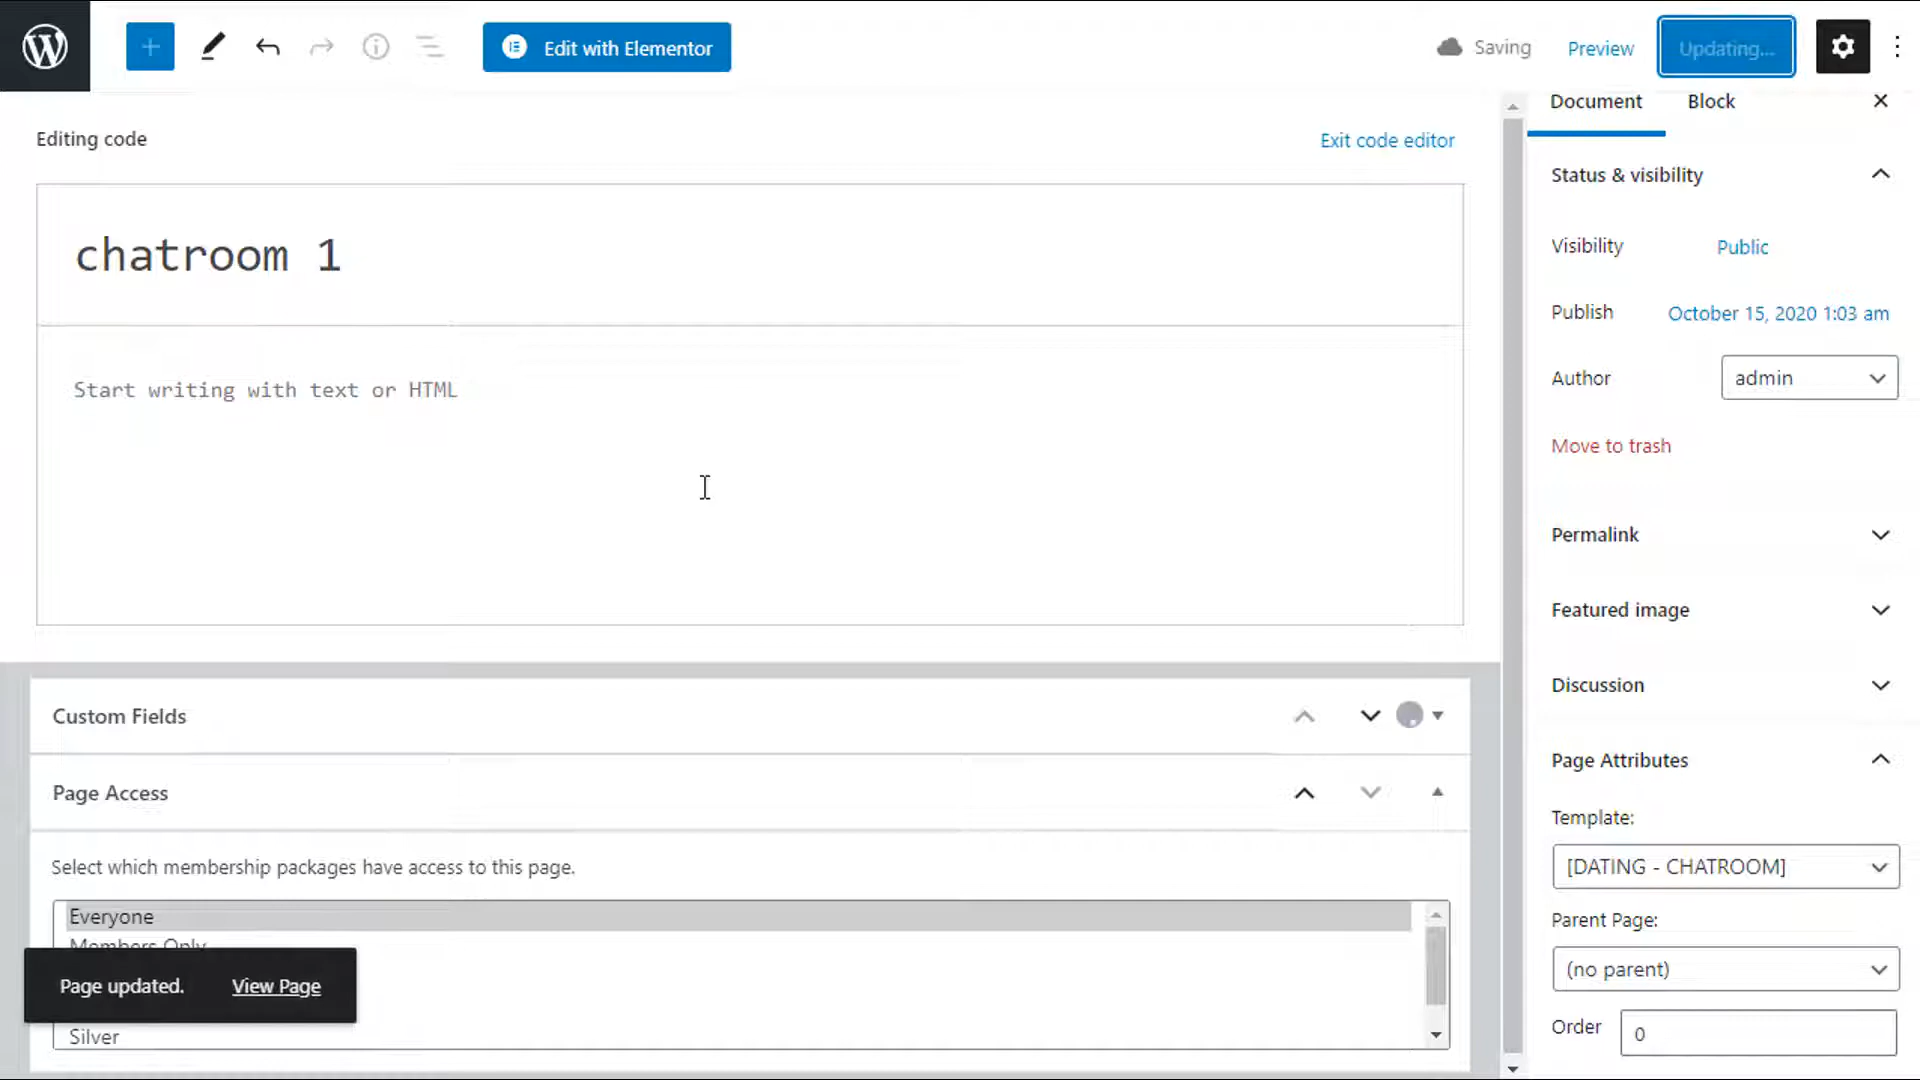 Edit with Elementor
Saving
Preview
Updating...
Document
Block
Editing code
Exit code editor
Status & visibility
chatroom 1
Visibility
Public
Publish
October 15, 2020 1:03 am
Start writing with text or HTML
Author
admin
Move to trash
Permalink
Featured image
Discussion
Custom Fields
Page Attributes
Page Access
Template:
Select which membership packages have access to this page.
[DATING - CHATROOM]
Everyone
Parent Page:
Members Only
(no parent)
Page updated.
View Page
Order
0
Silver